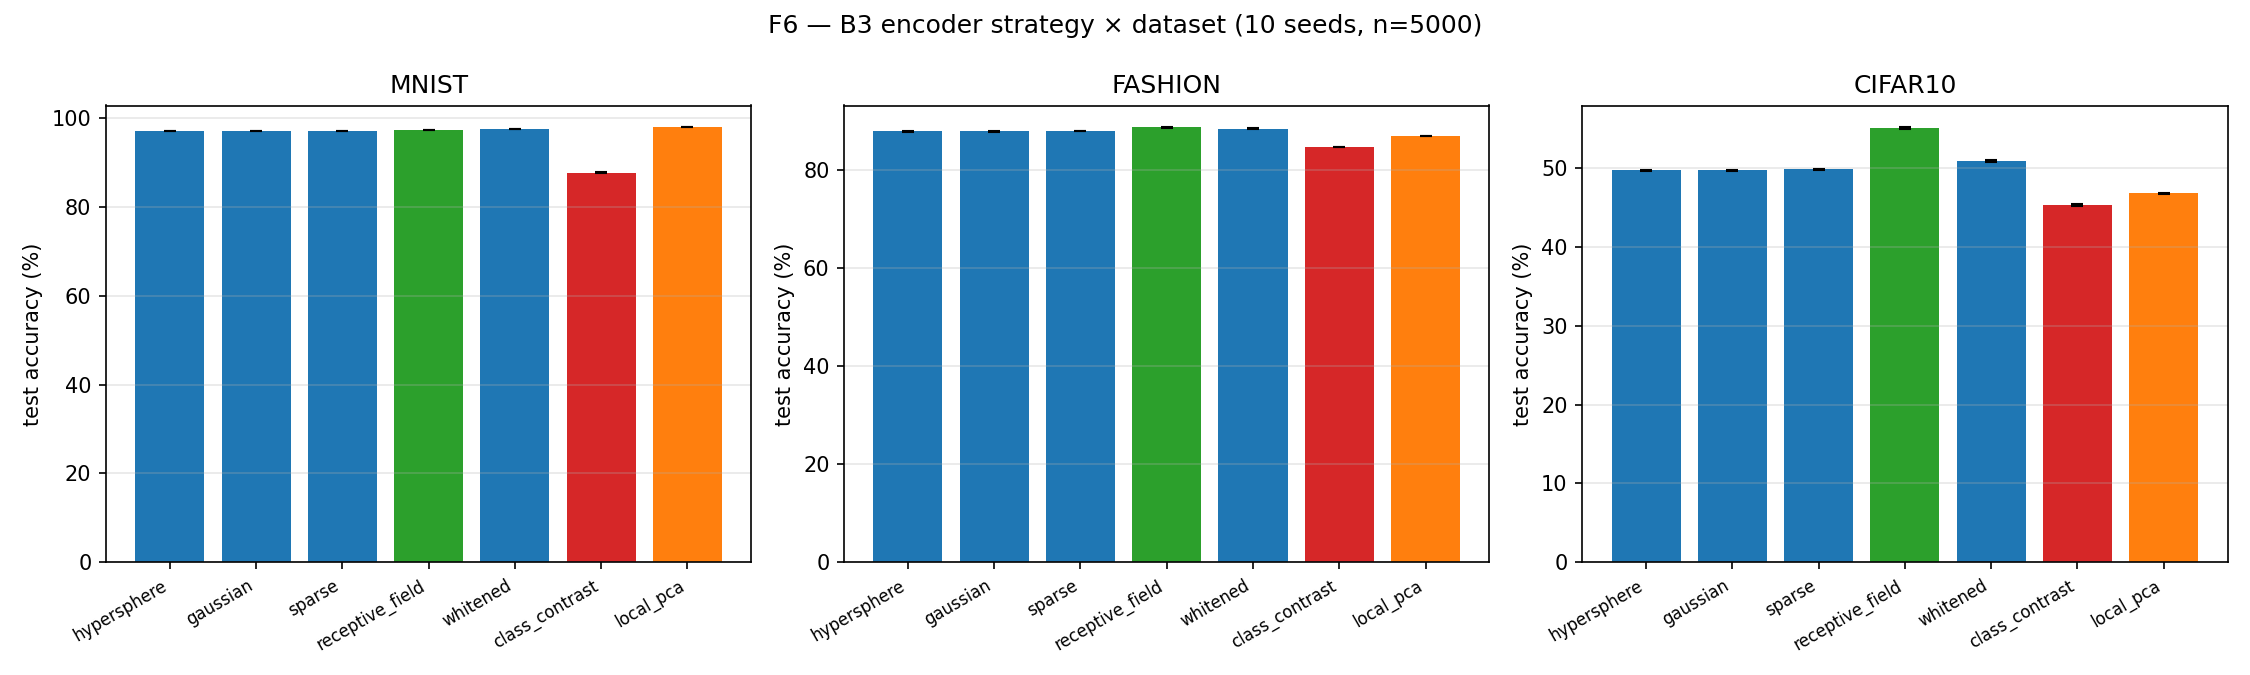 F6 — B3 encoder strategy × dataset (10 seeds, n=5000)
MNIST
test accuracy (%)
100
80
60
40
20
0
hypersphere
gaussian
sparse
receptive_field
whitened
class_contrast
local_pca
FASHION
test accuracy (%)
80
60
40
20
0
hypersphere
gaussian
sparse
receptive_field
whitened
class_contrast
local_pca
CIFAR10
test accuracy (%)
50
40
30
20
10
0
hypersphere
gaussian
sparse
receptive_field
whitened
class_contrast
local_pca